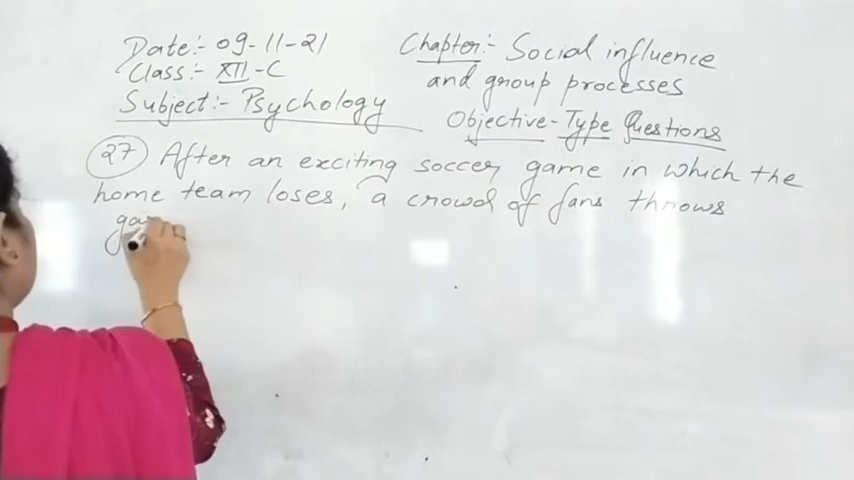 Date:- 09-11-21
Class:- XII-C
Subject:- Psychology
Chapter:- Social influence
and group processes
Objective-Type Questions
27 After an exciting soccer game in which the
home team loses, a crowd of fans throws
ga